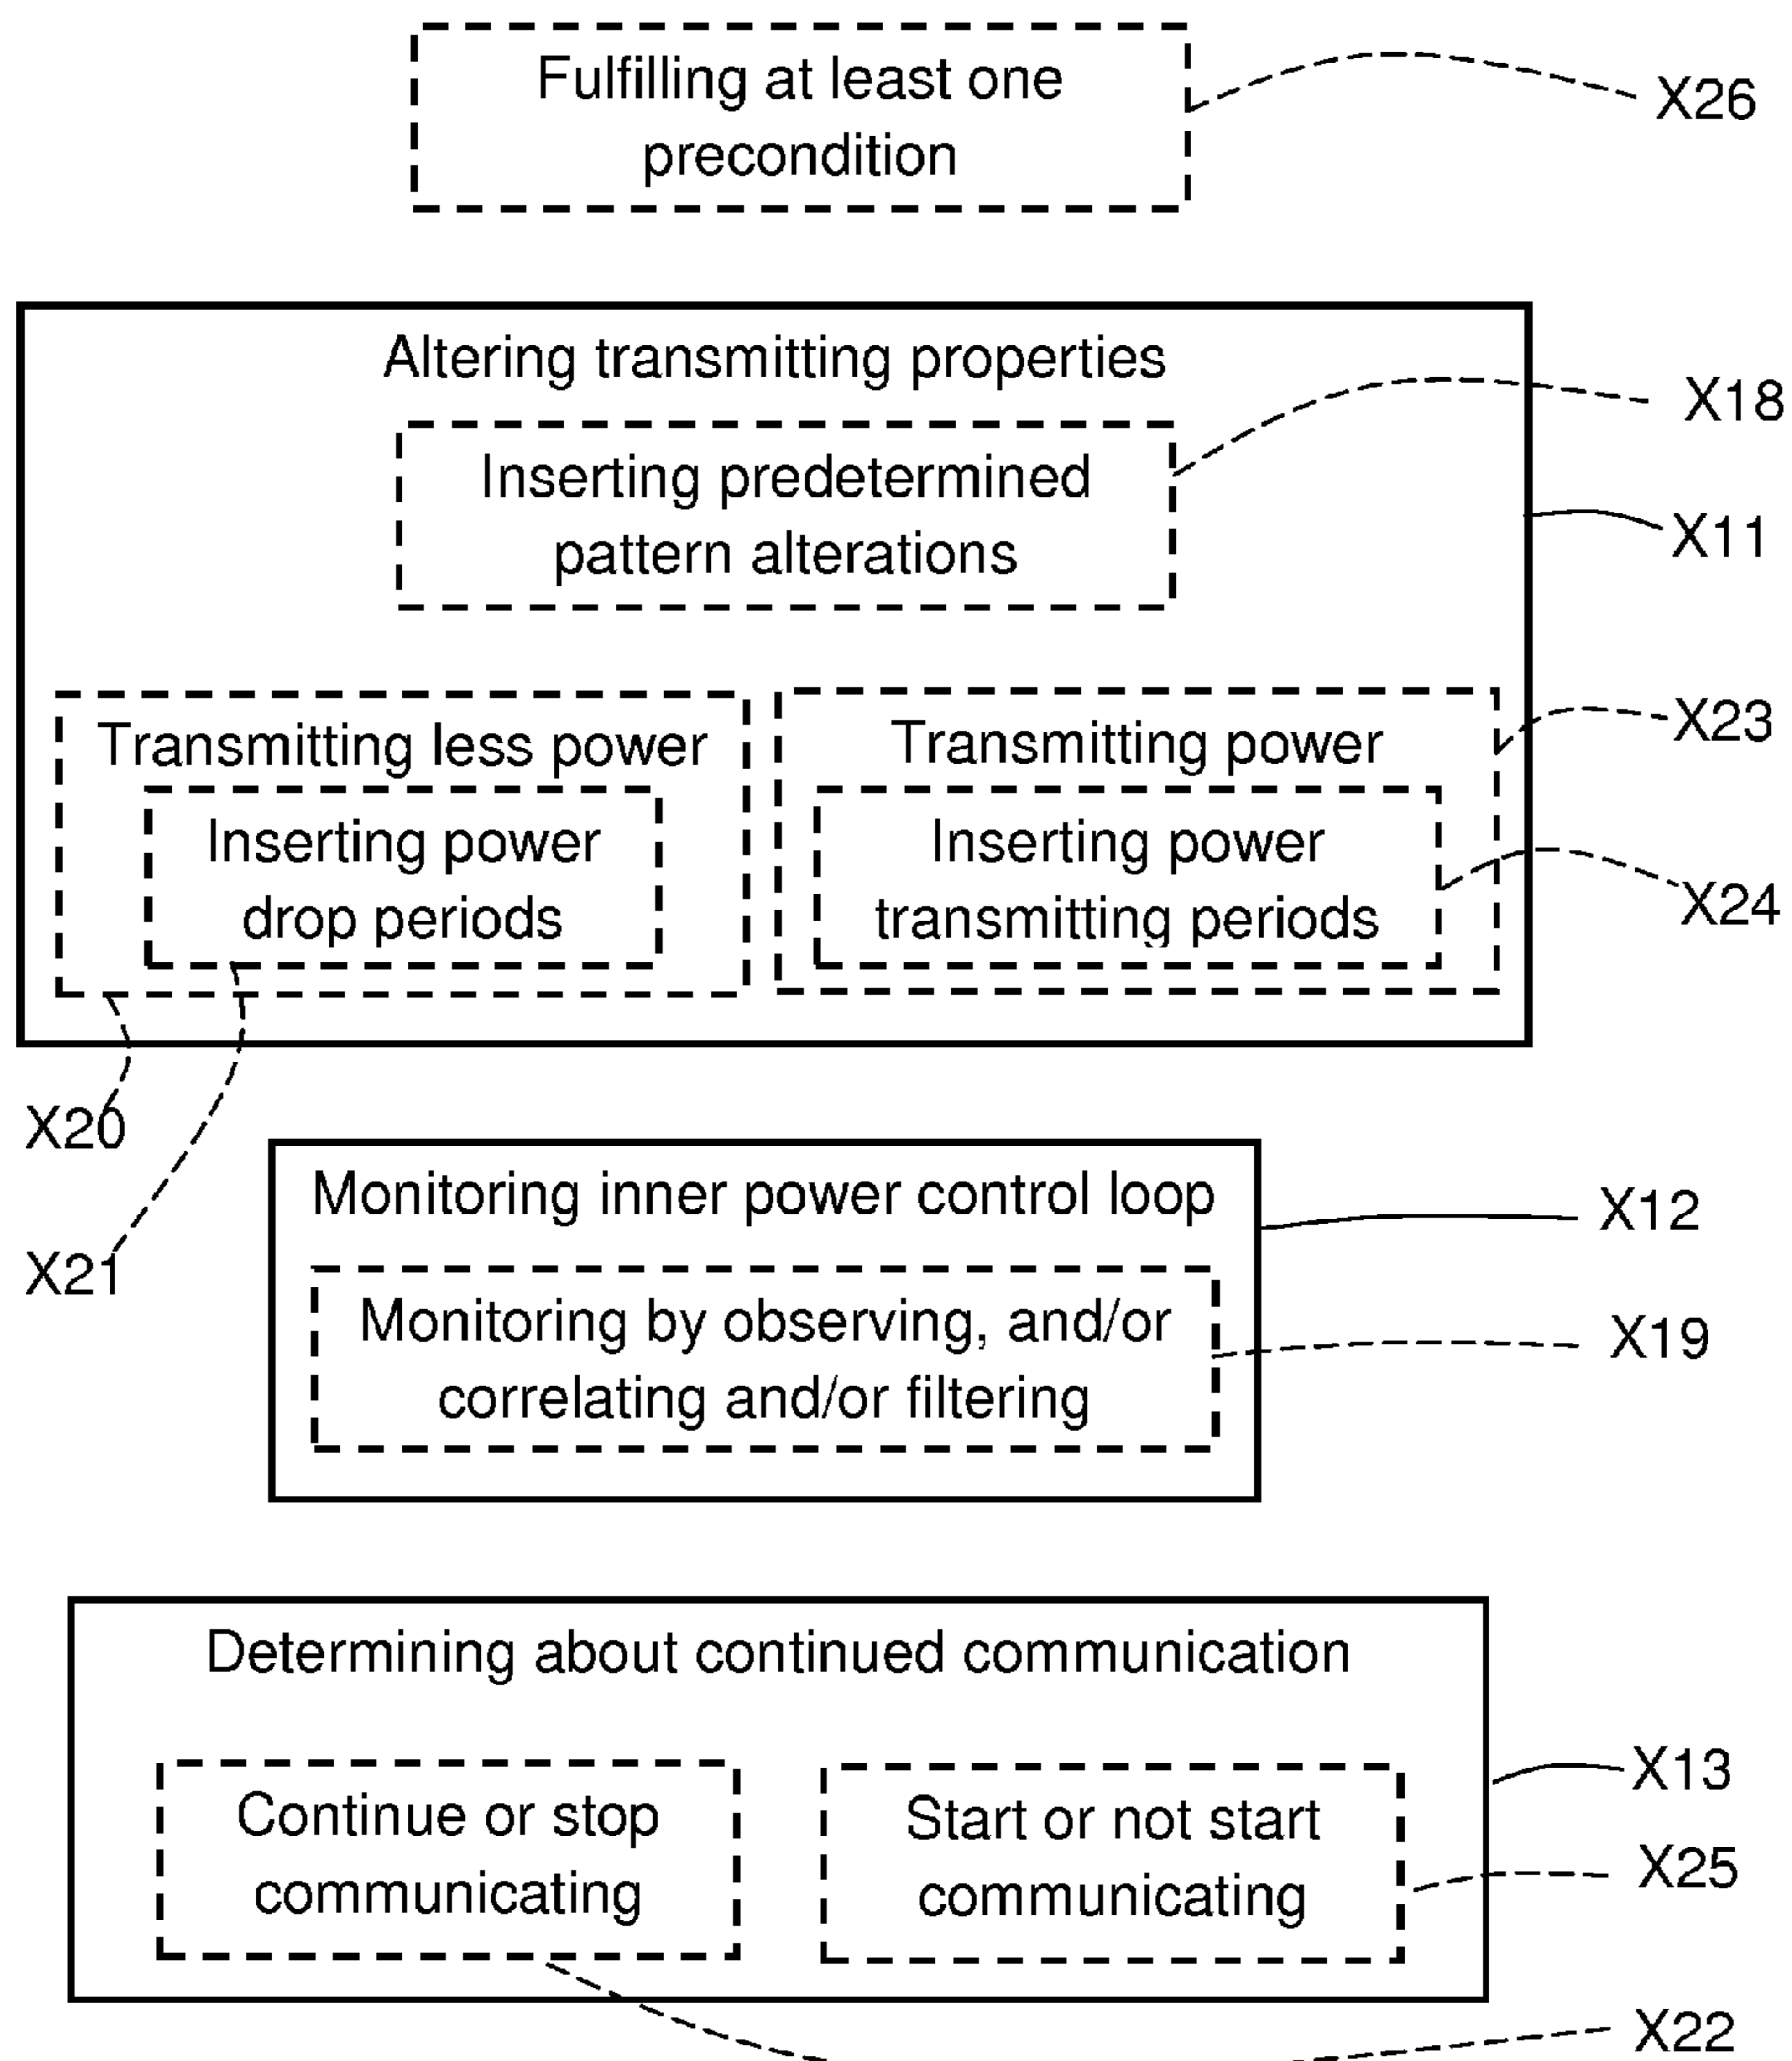 Fulfilling at least one
precondition
X26
Altering transmitting properties
X18
Inserting predetermined
pattern alterations
X11
X23
Transmitting less power
Inserting power
drop periods
Transmitting power
Inserting power
transmitting periods
X24
X20
X21
Monitoring inner power control loop
X12
Monitoring by observing, and/or
correlating and/or filtering
X19
Determining about continued communication
X13
Continue or stop
communicating
Start or not start
communicating
X25
X22